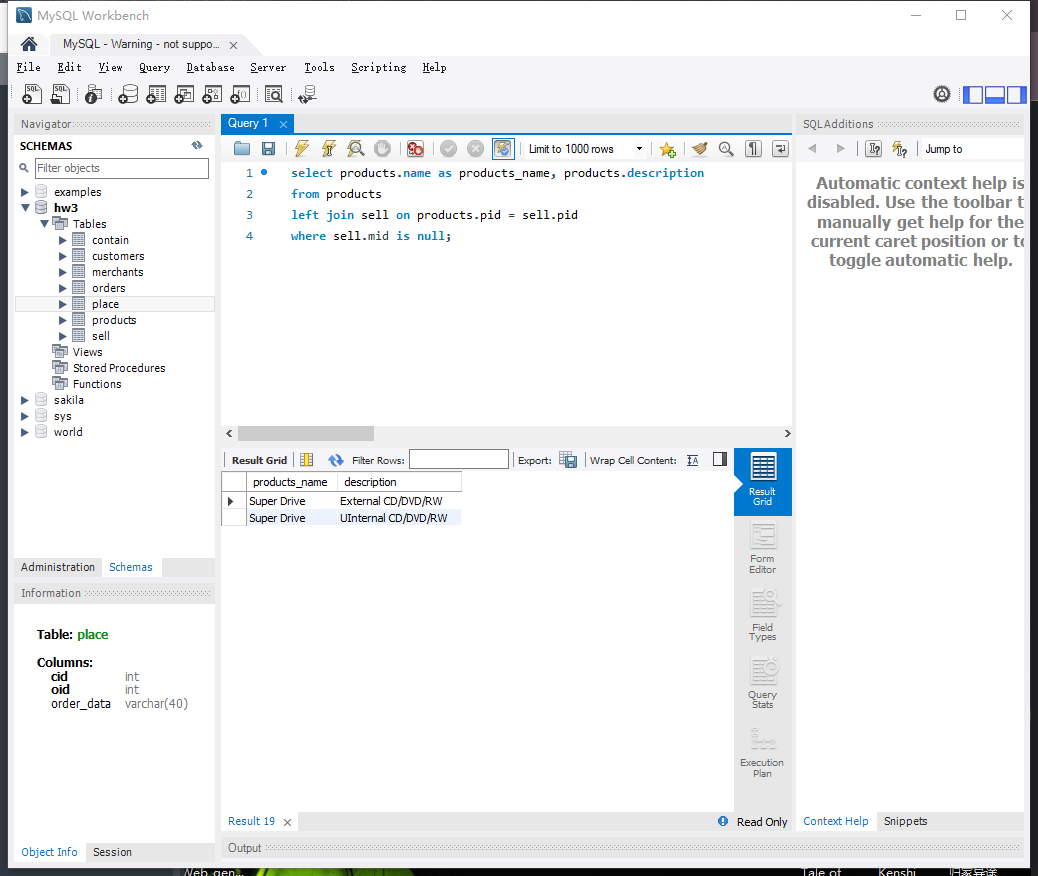 MySQL Workbench
MySQL - Warning - not suppo...
File Edit View Query Database Server Tools Scripting Help
Navigator
SCHEMAS
Filter objects
examples
hw3
Tables
contain
customers
merchants
orders
place
products
sell
Views
Stored Procedures
Functions
sakila
sys
world
Administration Schemas
Information
Table: place
Columns:
cid int
oid int
order_data varchar(40)
Object Info Session
Query 1
Limit to 1000 rows
1 select products.name as products_name, products.description
2 from products
3 left join sell on products.pid = sell.pid
4 where sell.mid is null;
Result Grid Filter Rows: Export: Wrap Cell Content:
products_name description
Super Drive External CD/DVD/RW
Super Drive UInternal CD/DVD/RW
Result
Grid
Form
Editor
Field
Types
Query
Stats
Execution
Plan
Result 19 Read Only
Output
SQLAdditions
Jump to
Automatic context help is
disabled. Use the toolbar t
manually get help for the
current caret position or to
toggle automatic help.
Context Help Snippets
Web gen...
Tale of Kenshi 归家异途